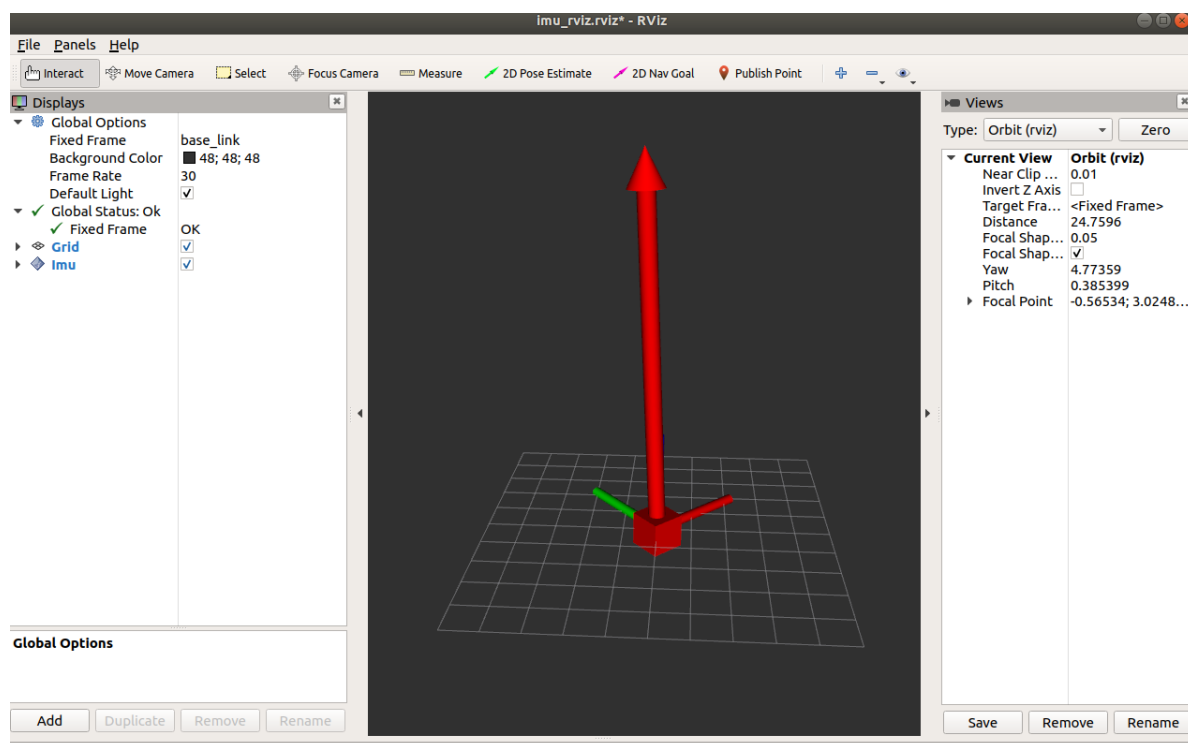 imu_rviz.rviz* - RViz
File Panels Help
Interact Move Camera Select Focus Camera Measure 2D Pose Estimate 2D Nav Goal Publish Point
Displays
Global Options
Fixed Frame base_link
Background Color 48; 48; 48
Frame Rate 30
Default Light
Global Status: Ok
Fixed Frame OK
Grid
Imu
Global Options
Add Duplicate Remove Rename
Views
Type: Orbit (rviz) Zero
Current View Orbit (rviz)
Near Clip ... 0.01
Invert Z Axis
Target Fra... <Fixed Frame>
Distance 24.7596
Focal Shap... 0.05
Focal Shap...
Yaw 4.77359
Pitch 0.385399
Focal Point -0.56534; 3.0248...
Save Remove Rename